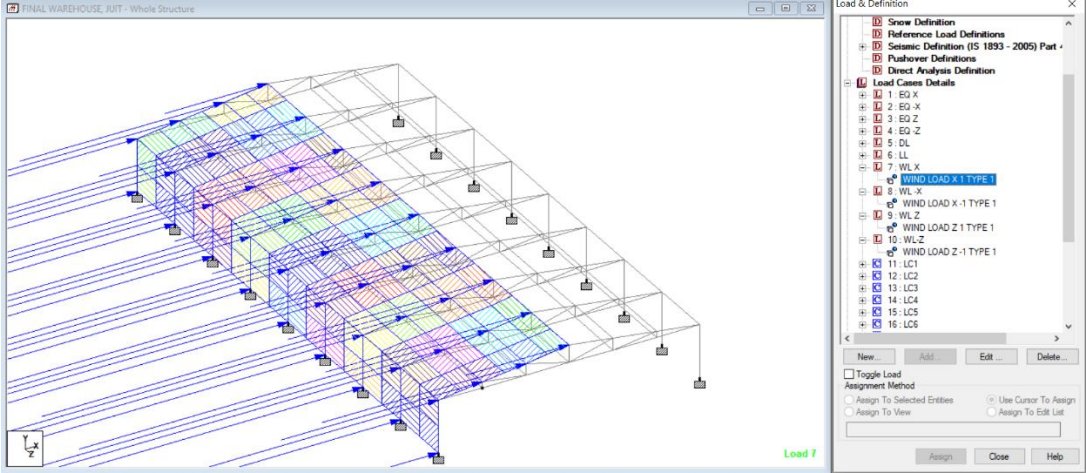 FINAL WAREHOUSE, JUIT - Whole Structure
Load 7
Y
X
Z
Load & Definition
Snow Definition
Reference Load Definitions
Seismic Definition (IS 1893 - 2005) Part 4
Pushover Definitions
Direct Analysis Definition
Load Cases Details
1 : EQ X
2 : EQ -X
3 : EQ Z
4 : EQ -Z
5 : DL
6 : LL
7 : WL X
WIND LOAD X 1 TYPE 1
8 : WL -X
WIND LOAD X -1 TYPE 1
9 : WL Z
WIND LOAD Z 1 TYPE 1
10 : WL-Z
WIND LOAD Z -1 TYPE 1
11 : LC1
12 : LC2
13 : LC3
14 : LC4
15 : LC5
16 : LC6
New... Add... Edit ... Delete...
Toggle Load
Assignment Method
Assign To Selected Entities Use Cursor To Assign
Assign To View Assign To Edit List
Assign Close Help